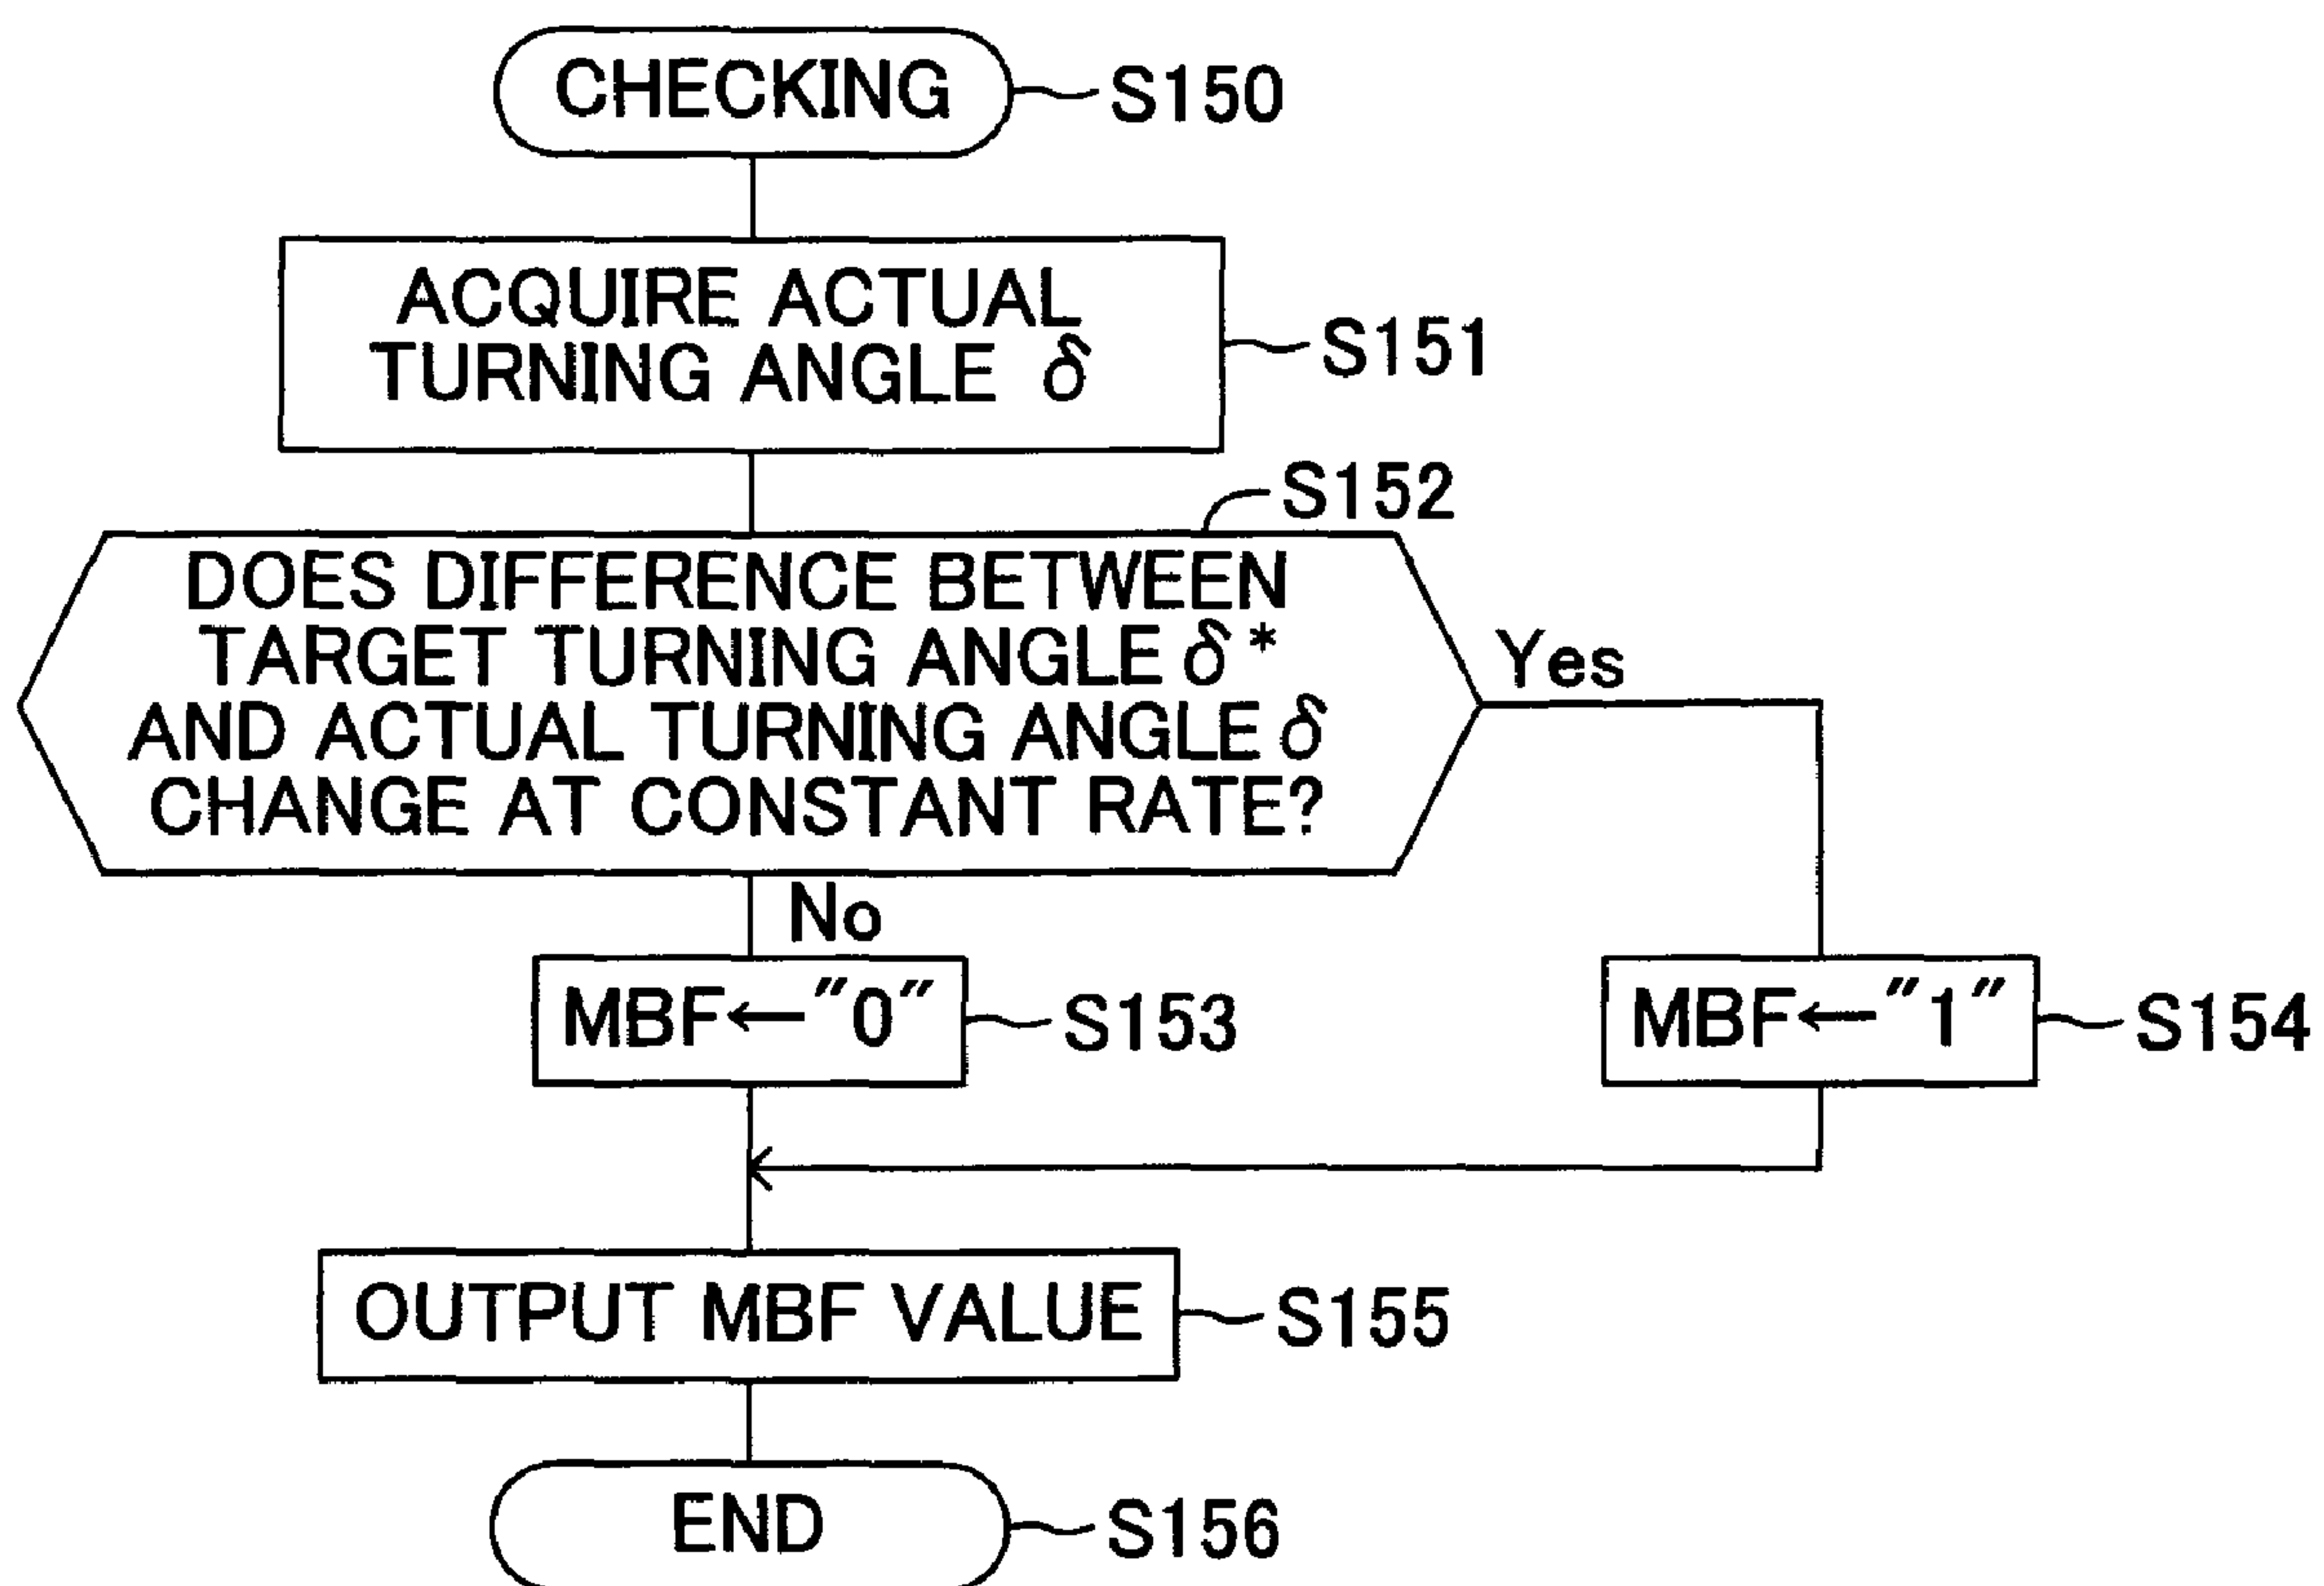 CHECKING
S150
ACQUIRE ACTUAL
TURNING ANGLE δ
S151
S152
DOES DIFFERENCE BETWEEN
TARGET TURNING ANGLE δ*
AND ACTUAL TURNING ANGLE δ
CHANGE AT CONSTANT RATE?
Yes
No
MBF←"0"
S153
MBF←"1"
S154
OUTPUT MBF VALUE
S155
END
S156